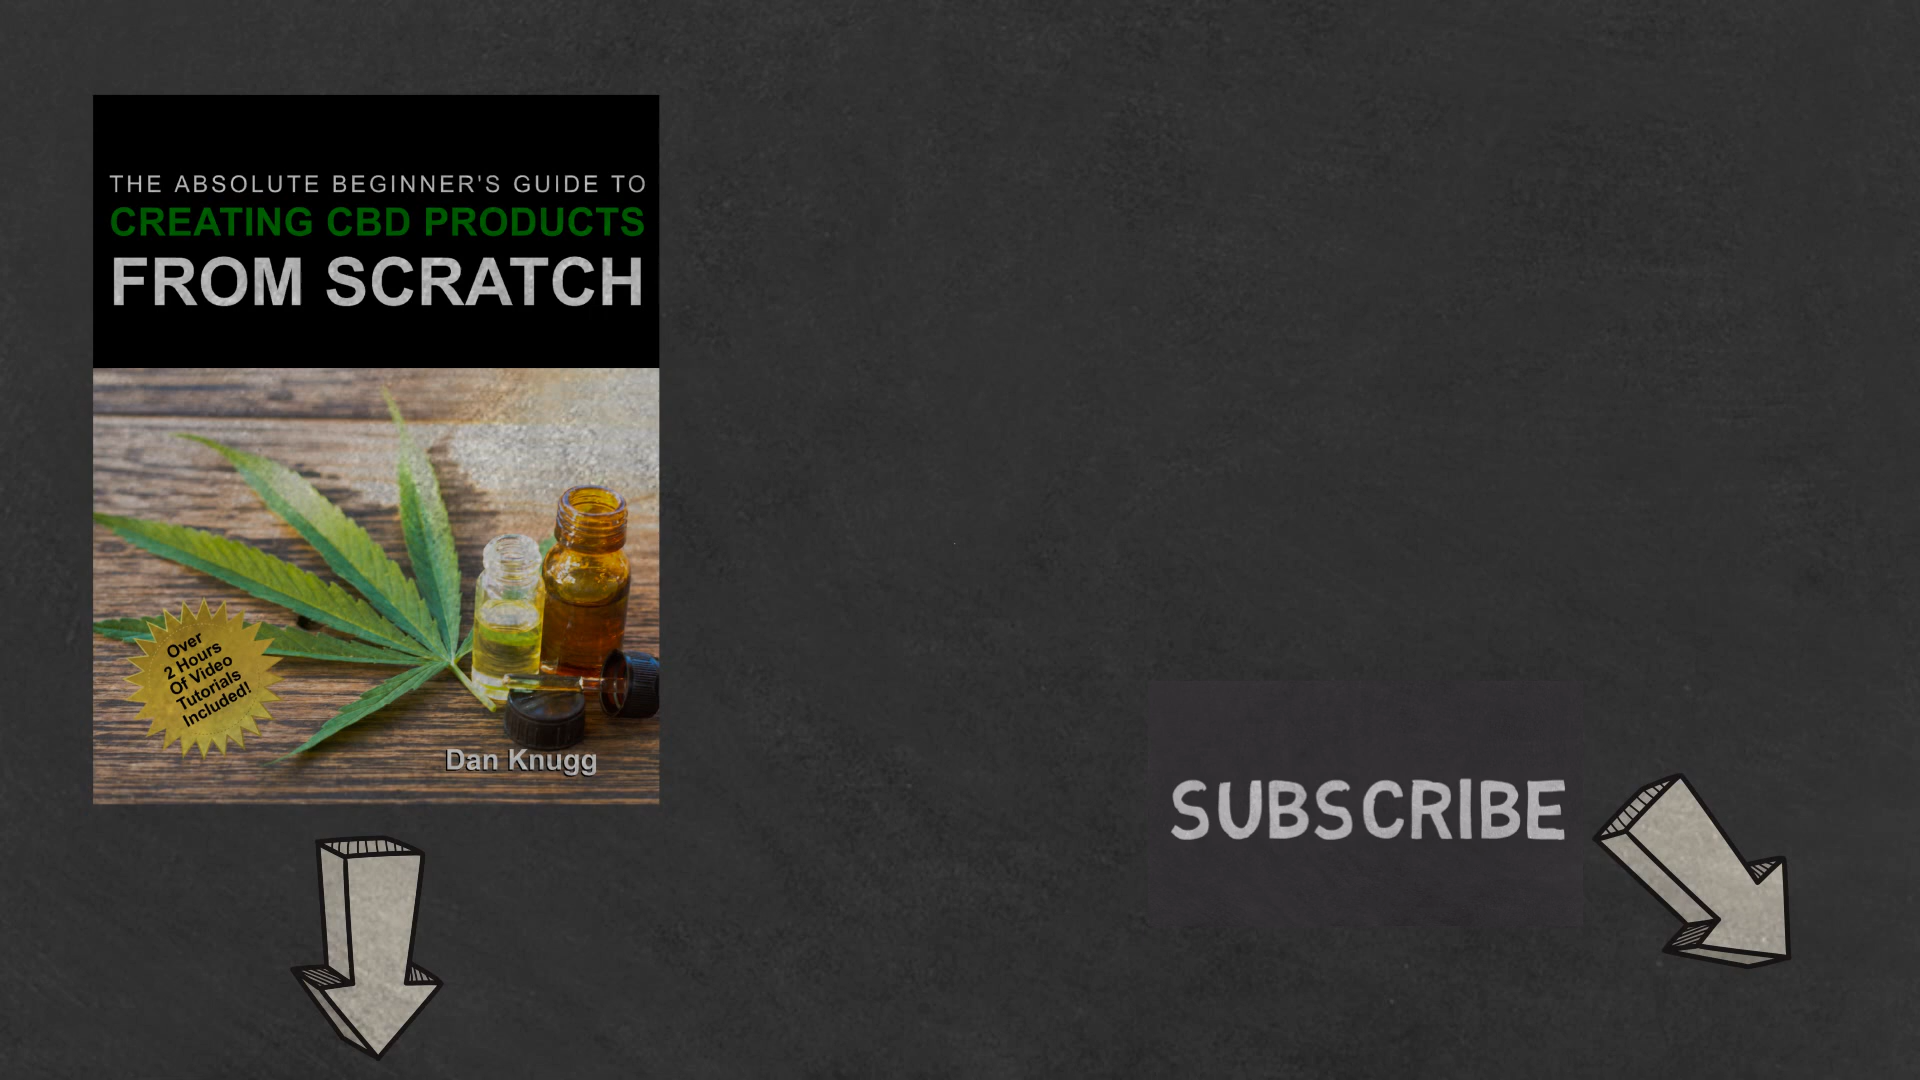 THE ABSOLUTE BEGINNER'S GUIDE TO
CREATING CBD PRODUCTS
FROM SCRATCH
Over
2 Hours
Of Video
Tutorials
Included!
Dan Knugg
SUBSCRIBE